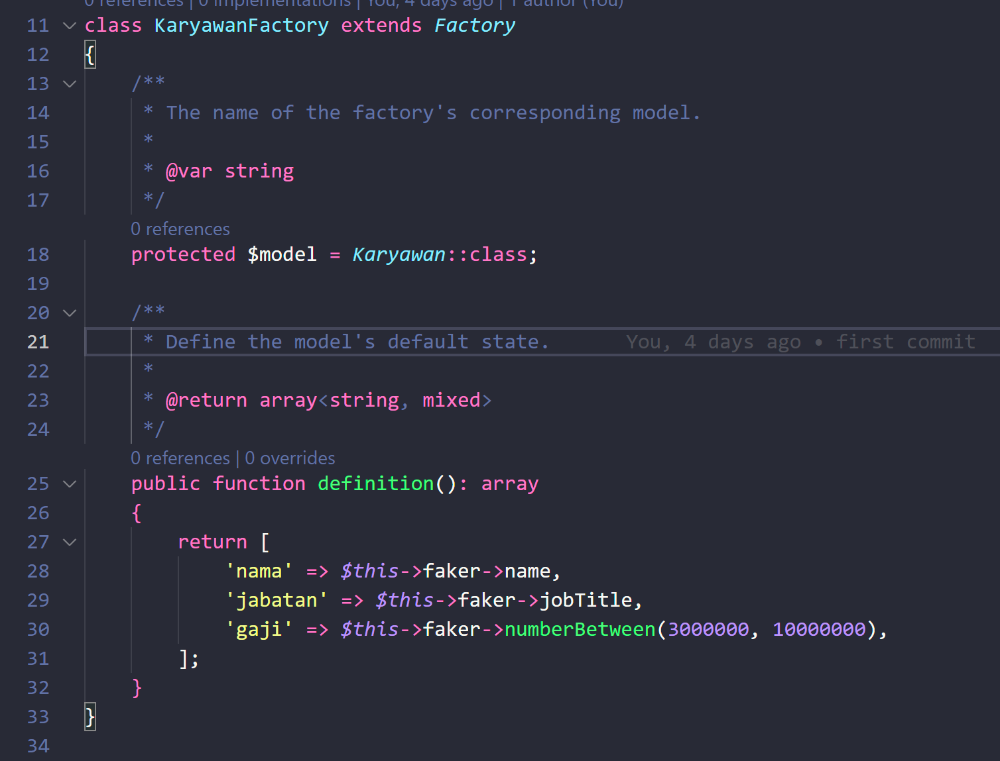 0 references | 0 implementations | You, 4 days ago | 1 author (You)
11 class KaryawanFactory extends Factory
12 {
13 /**
14 * The name of the factory's corresponding model.
15 *
16 * @var string
17 */
0 references
18 protected $model = Karyawan::class;
19
20 /**
21 * Define the model's default state. You, 4 days ago • first commit
22 *
23 * @return array<string, mixed>
24 */
0 references | 0 overrides
25 public function definition(): array
26 {
27 return [
28 'nama' => $this->faker->name,
29 'jabatan' => $this->faker->jobTitle,
30 'gaji' => $this->faker->numberBetween(3000000, 10000000),
31 ];
32 }
33 }
34